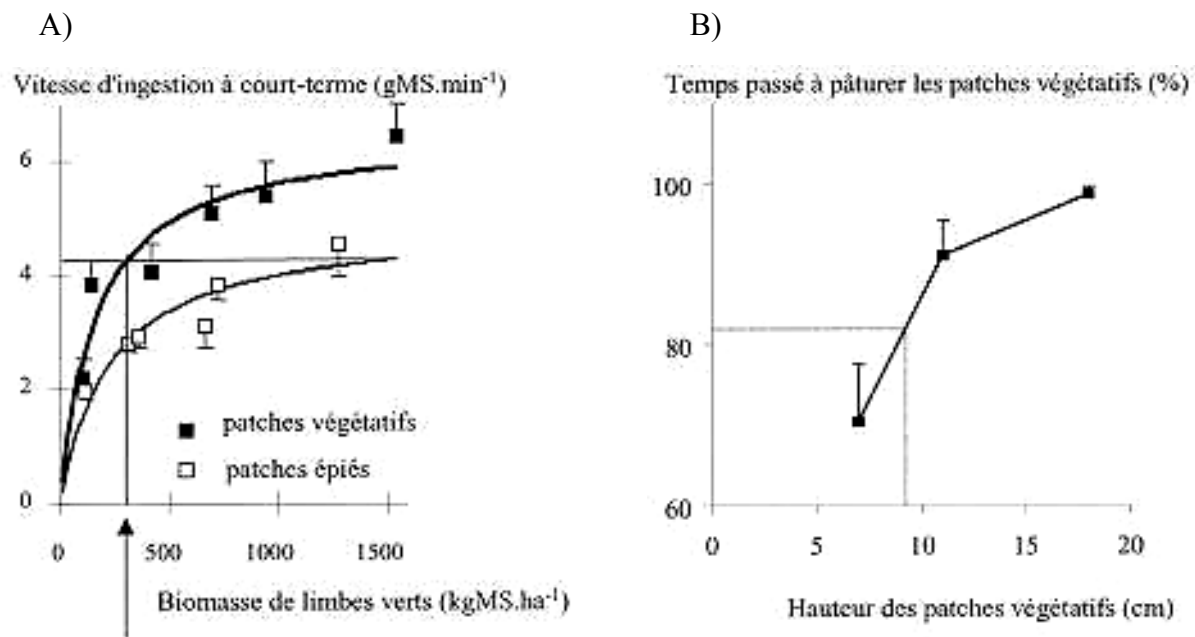 A)
Vitesse d'ingestion à court-terme (gMS.min⁻¹)
6
4
2
0
patches végétatifs
patches épiés
0 500 1000 1500
Biomasse de limbes verts (kgMS.ha⁻¹)
B)
Temps passé à pâturer les patches végétatifs (%)
100
80
60
0 5 10 15 20
Hauteur des patches végétatifs (cm)